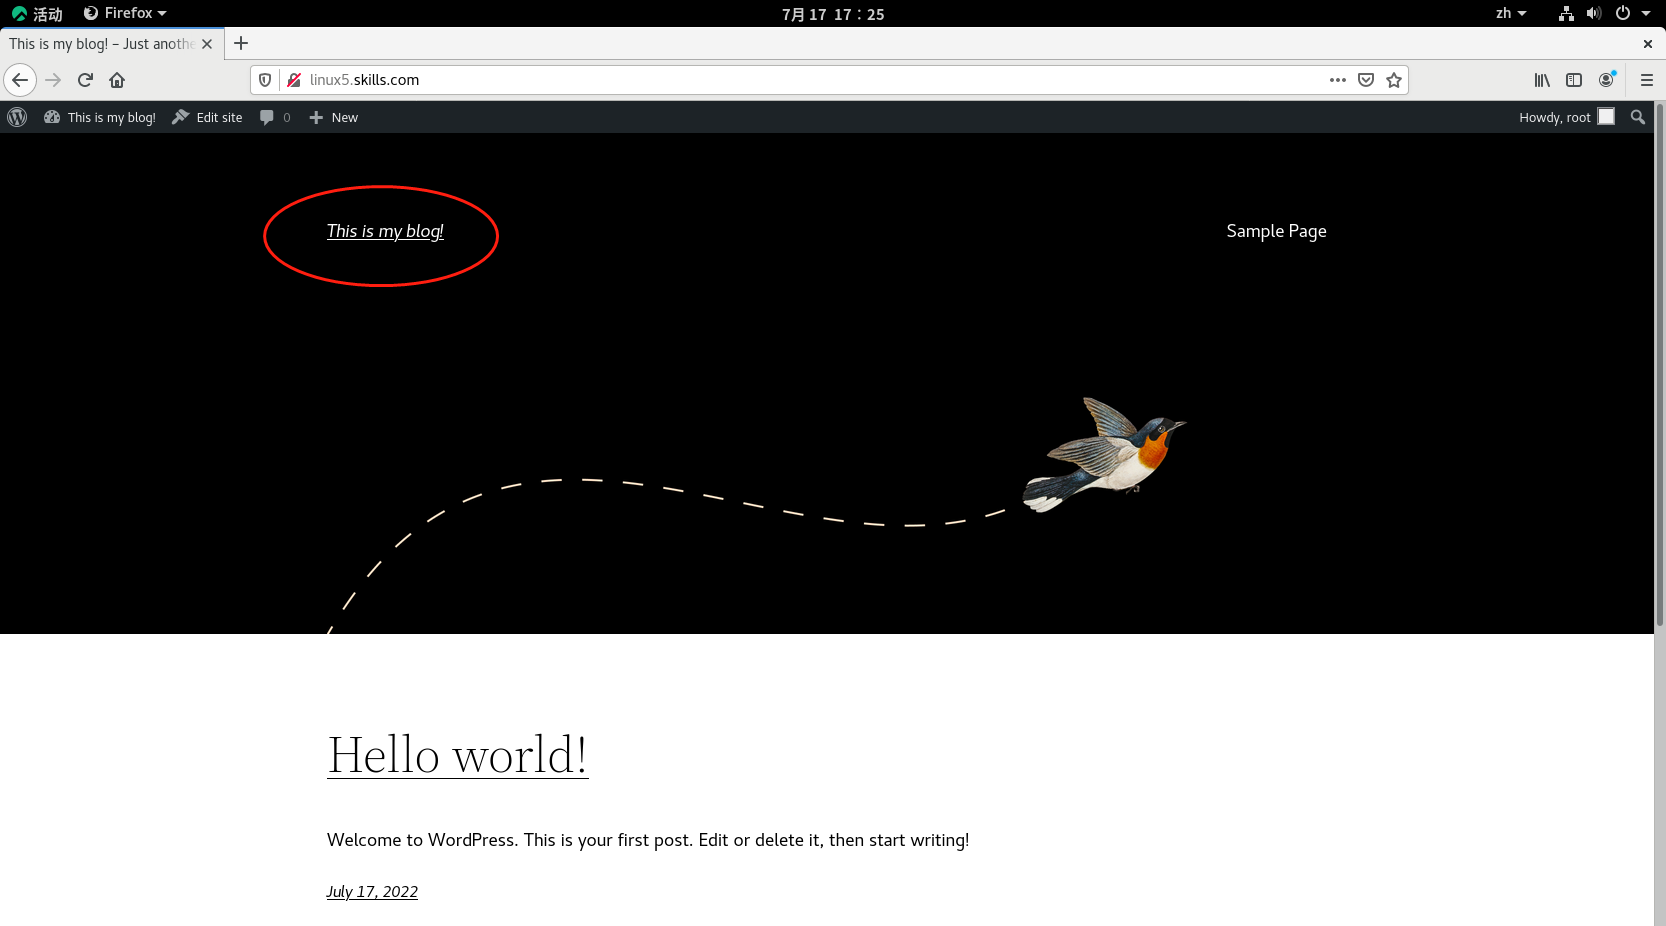 活动 Firefox 7月 17 17：25 zh
This is my blog! – Just anothe
linux5.skills.com
This is my blog! Edit site 0 New Howdy, root
This is my blog! Sample Page
Hello world!
Welcome to WordPress. This is your first post. Edit or delete it, then start writing!
July 17, 2022